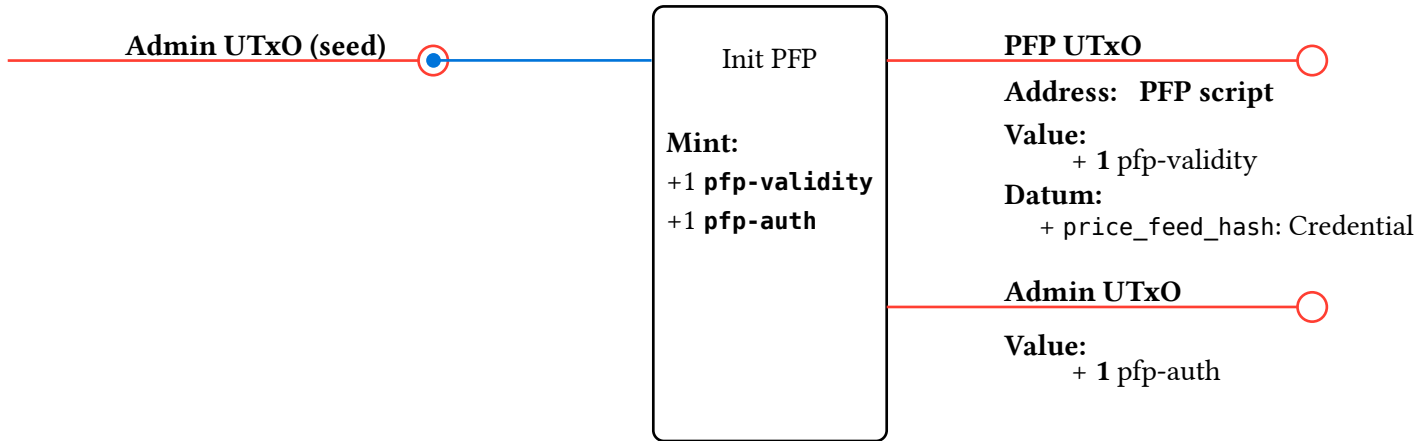 Admin UTxO (seed)
Init PFP
Mint:
+1 pfp-validity
+1 pfp-auth
PFP UTxO
Address: PFP script
Value:
+ 1 pfp-validity
Datum:
+ price_feed_hash: Credential
Admin UTxO
Value:
+ 1 pfp-auth